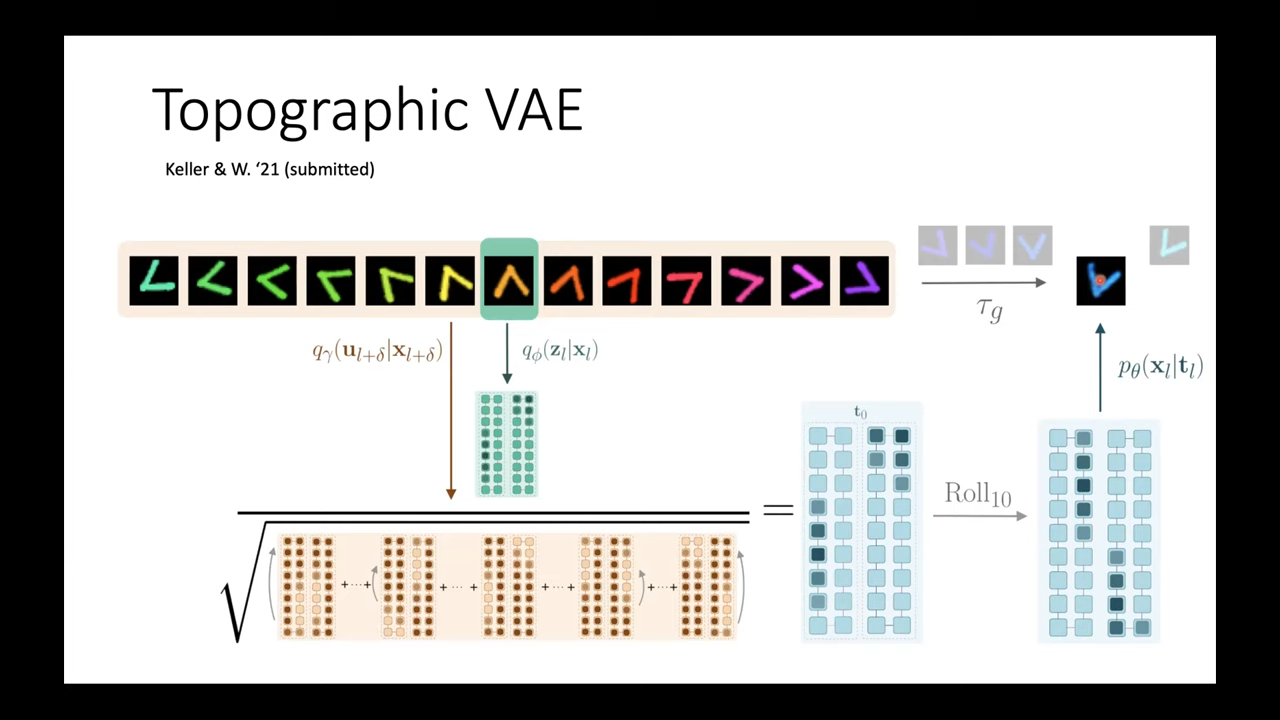 Topographic VAE
Keller & W. ‘21 (submitted)
τ_g
q_γ(u_{l+δ}|x_{l+δ})
q_φ(z_l|x_l)
p_θ(x_l|t_l)
t_0
√
=
Roll_10
+ ··· + + ··· + + ··· + + ··· +